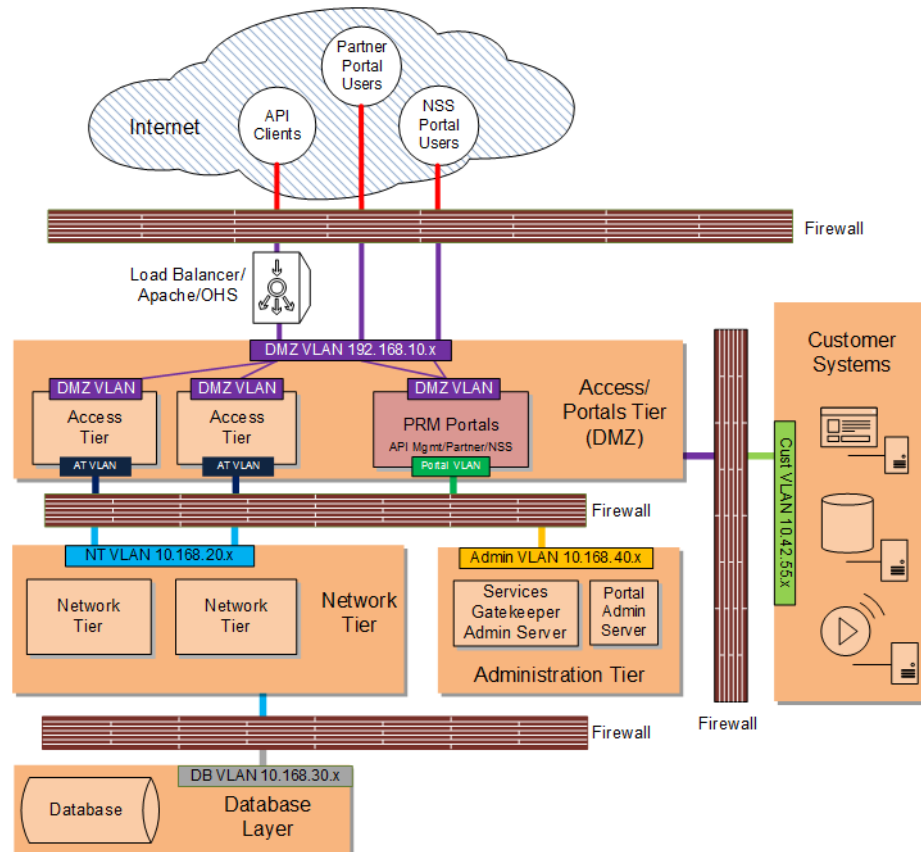 Internet
API
Clients
Partner
Portal
Users
NSS
Portal
Users
Firewall
Load Balancer/
Apache/OHS
DMZ VLAN 192.168.10.x
DMZ VLAN
Access
Tier
AT VLAN
DMZ VLAN
Access
Tier
AT VLAN
DMZ VLAN
PRM Portals
API Mgmt/Partner/NSS
Portal VLAN
Access/
Portals Tier
(DMZ)
Customer
Systems
Cust VLAN 10.42.55.x
Firewall
Firewall
NT VLAN 10.168.20.x
Network
Tier
Network
Tier
Network
Tier
Admin VLAN 10.168.40.x
Services
Gatekeeper
Admin Server
Portal
Admin
Server
Administration Tier
Firewall
DB VLAN 10.168.30.x
Database
Database
Layer